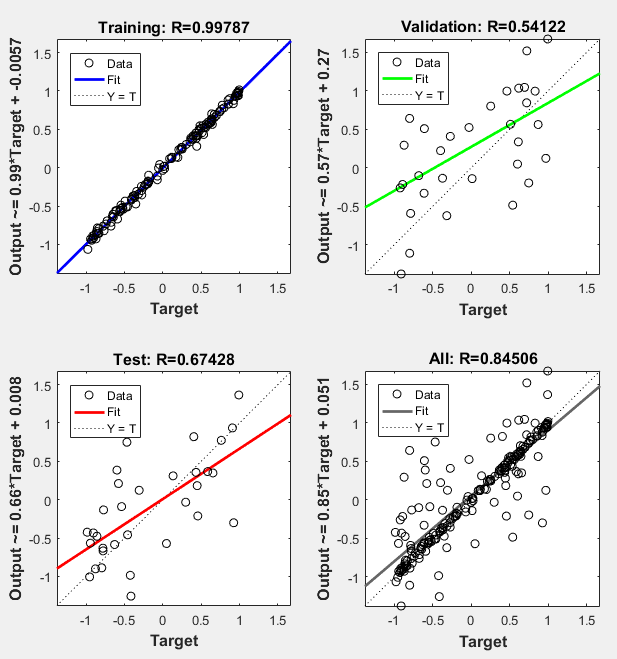 Training: R=0.99787
Output ~= 0.99*Target + -0.0057
1.5
1
0.5
0
-0.5
-1
Data
Fit
Y = T
-1
-0.5
0
0.5
1
1.5
Target
Validation: R=0.54122
Output ~= 0.57*Target + 0.27
1.5
1
0.5
0
-0.5
-1
Data
Fit
Y = T
-1
-0.5
0
0.5
1
1.5
Target
Test: R=0.67428
Output ~= 0.66*Target + 0.008
1.5
1
0.5
0
-0.5
-1
Data
Fit
Y = T
-1
-0.5
0
0.5
1
1.5
Target
All: R=0.84506
Output ~= 0.85*Target + 0.051
1.5
1
0.5
0
-0.5
-1
Data
Fit
Y = T
-1
-0.5
0
0.5
1
1.5
Target